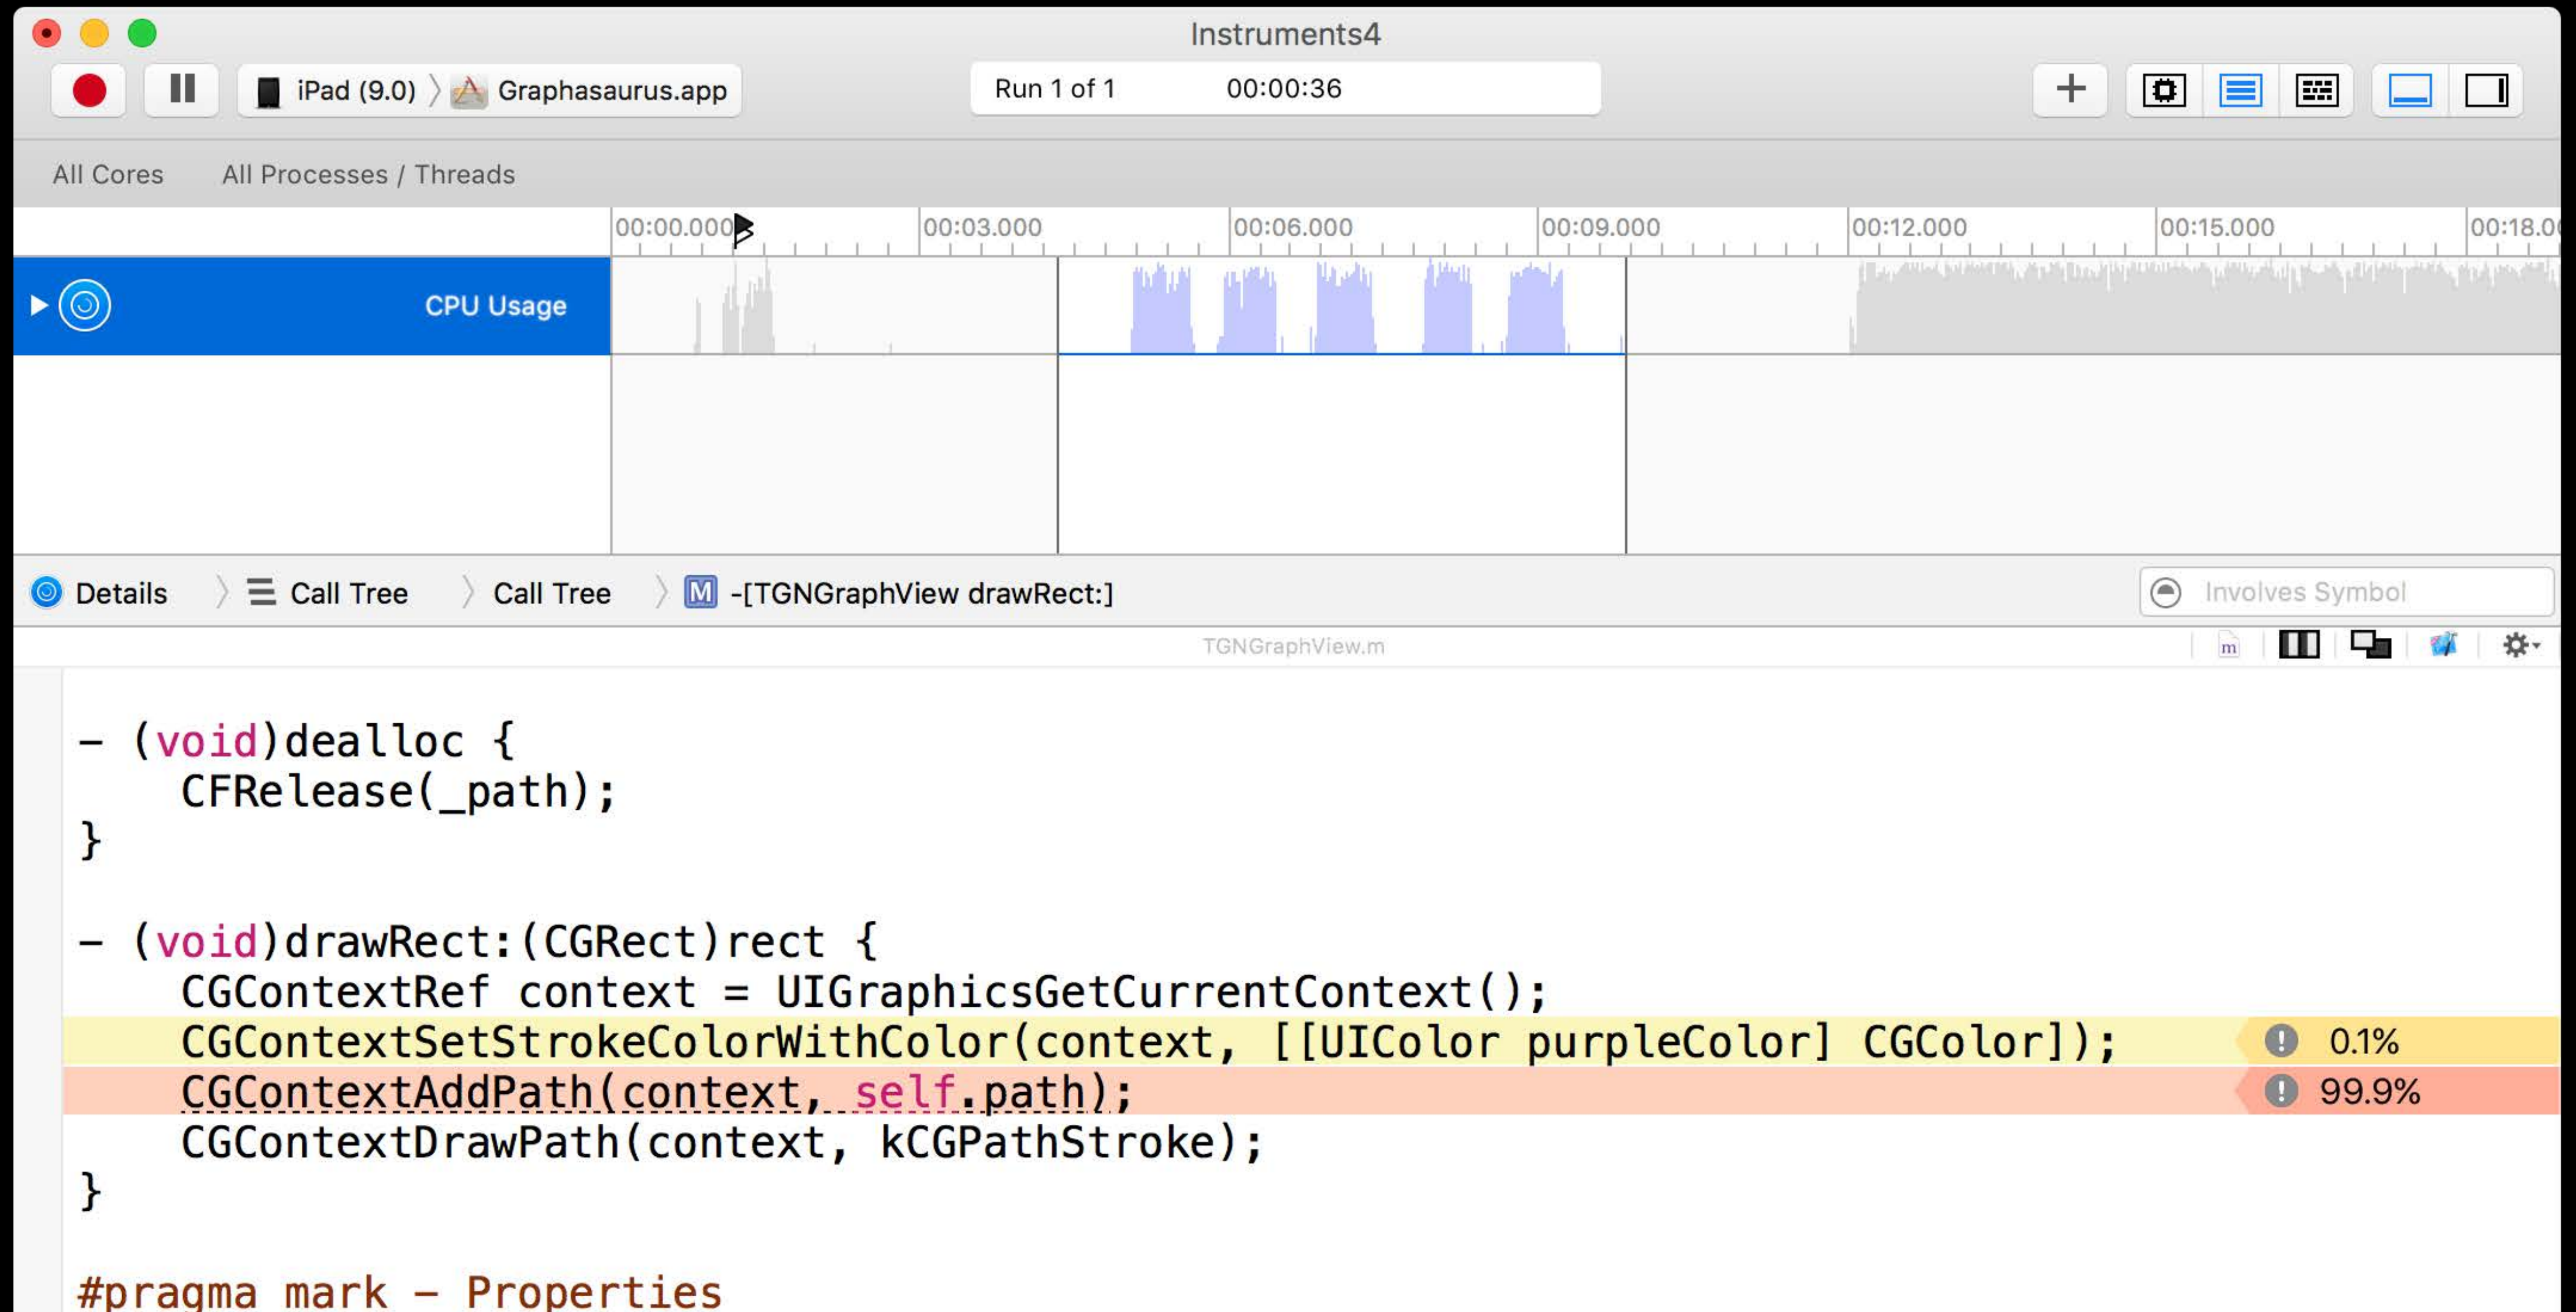 Instruments4
iPad (9.0) Graphasaurus.app Run 1 of 1 00:00:36
All Cores All Processes / Threads
00:00.000 00:03.000 00:06.000 00:09.000 00:12.000 00:15.000 00:18.0
CPU Usage
Details Call Tree Call Tree M -[TGNGraphView drawRect:] Involves Symbol
TGNGraphView.m m
- (void)dealloc {
CFRelease(_path);
}
- (void)drawRect:(CGRect)rect {
CGContextRef context = UIGraphicsGetCurrentContext();
CGContextSetStrokeColorWithColor(context, [[UIColor purpleColor] CGColor]); 0.1%
CGContextAddPath(context, self.path); 99.9%
CGContextDrawPath(context, kCGPathStroke);
}
#pragma mark - Properties